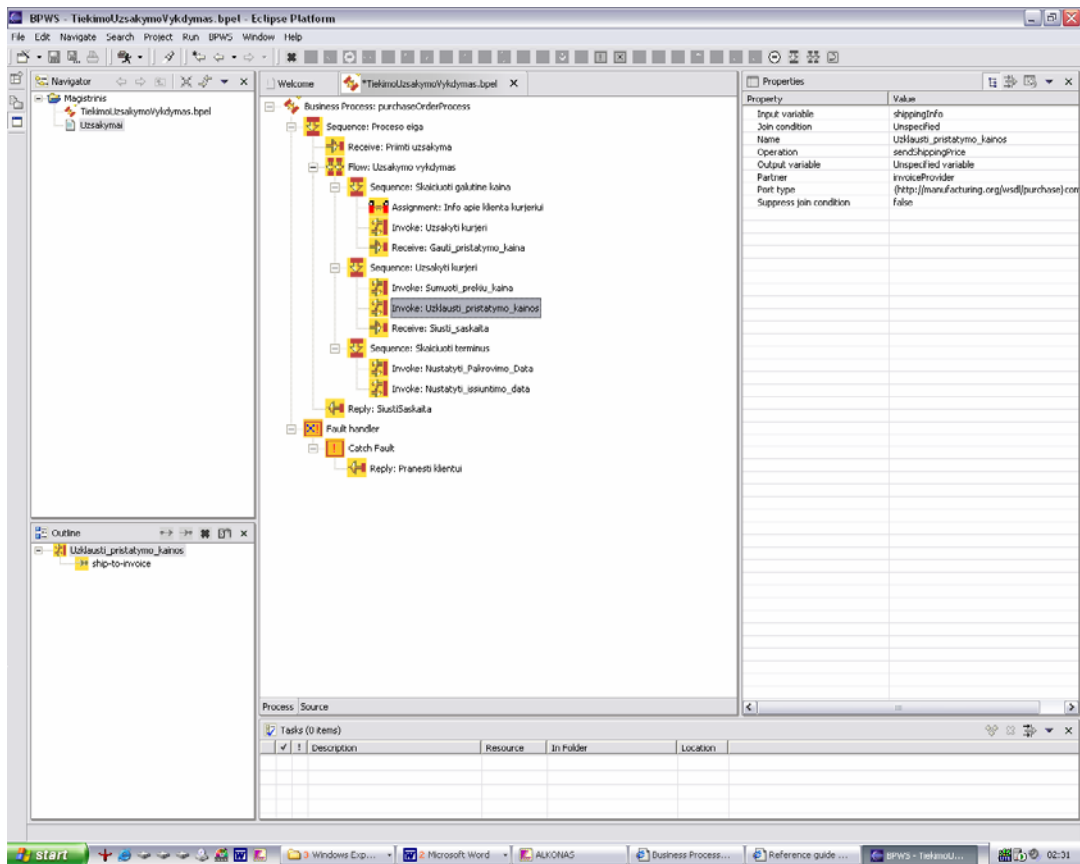 BPWS - TiekimoUzsakymoVykdymas.bpel - Eclipse Platform
File Edit Navigate Search Project Run BPWS Window Help
Navigator
Magistrinis
TiekimoUzsakymoVykdymas.bpel
Uzsakymai
Welcome
*TiekimoUzsakymoVykdymas.bpel X
Business Process: purchaseOrderProcess
Sequence: Proceso eiga
Receive: Priimti uzsakyma
Flow: Uzsakymo vykdymas
Sequence: Skaiciuoti galutine kaina
Assignment: Info apie klienta kurjeriui
Invoke: Uzsakyti kurjeri
Receive: Gauti_pristatymo_kaina
Sequence: Uzsakyti kurjeri
Invoke: Sumuoti_prekiu_kaina
Invoke: Uzklausti_pristatymo_kainos
Receive: Siusti_saskaita
Sequence: Skaiciuoti terminus
Invoke: Nustatyti_Pakrovimo_Data
Invoke: Nustatyti_issiuntimo_data
Reply: SiustiSaskaita
Fault handler
Catch Fault
Reply: Pranesti klientui
Process Source
Properties
Property Value
Input variable shippingInfo
Join condition Unspecified
Name Uzklausti_pristatymo_kainos
Operation sendShippingPrice
Output variable Unspecified variable
Partner invoiceProvider
Port type {http://manufacturing.org/wsdl/purchase}com
Suppress join condition false
Outline
Uzklausti_pristatymo_kainos
ship-to-invoice
Tasks (0 items)
! Description Resource In Folder Location
start
3 Windows Exp...
2 Microsoft Word
ALKONAS
Business Process...
Reference guide ...
BPWS - TiekimoU...
02:31